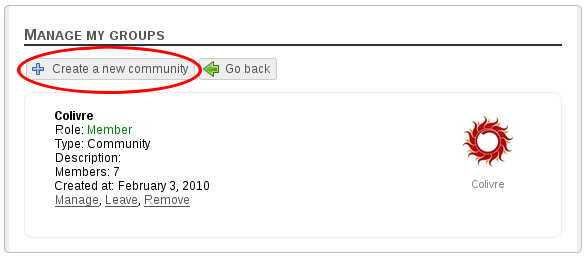 Manage my groups
Create a new community Go back
Colivre
Role: Member
Type: Community
Description:
Members: 7
Created at: February 3, 2010
Manage, Leave, Remove
Colivre